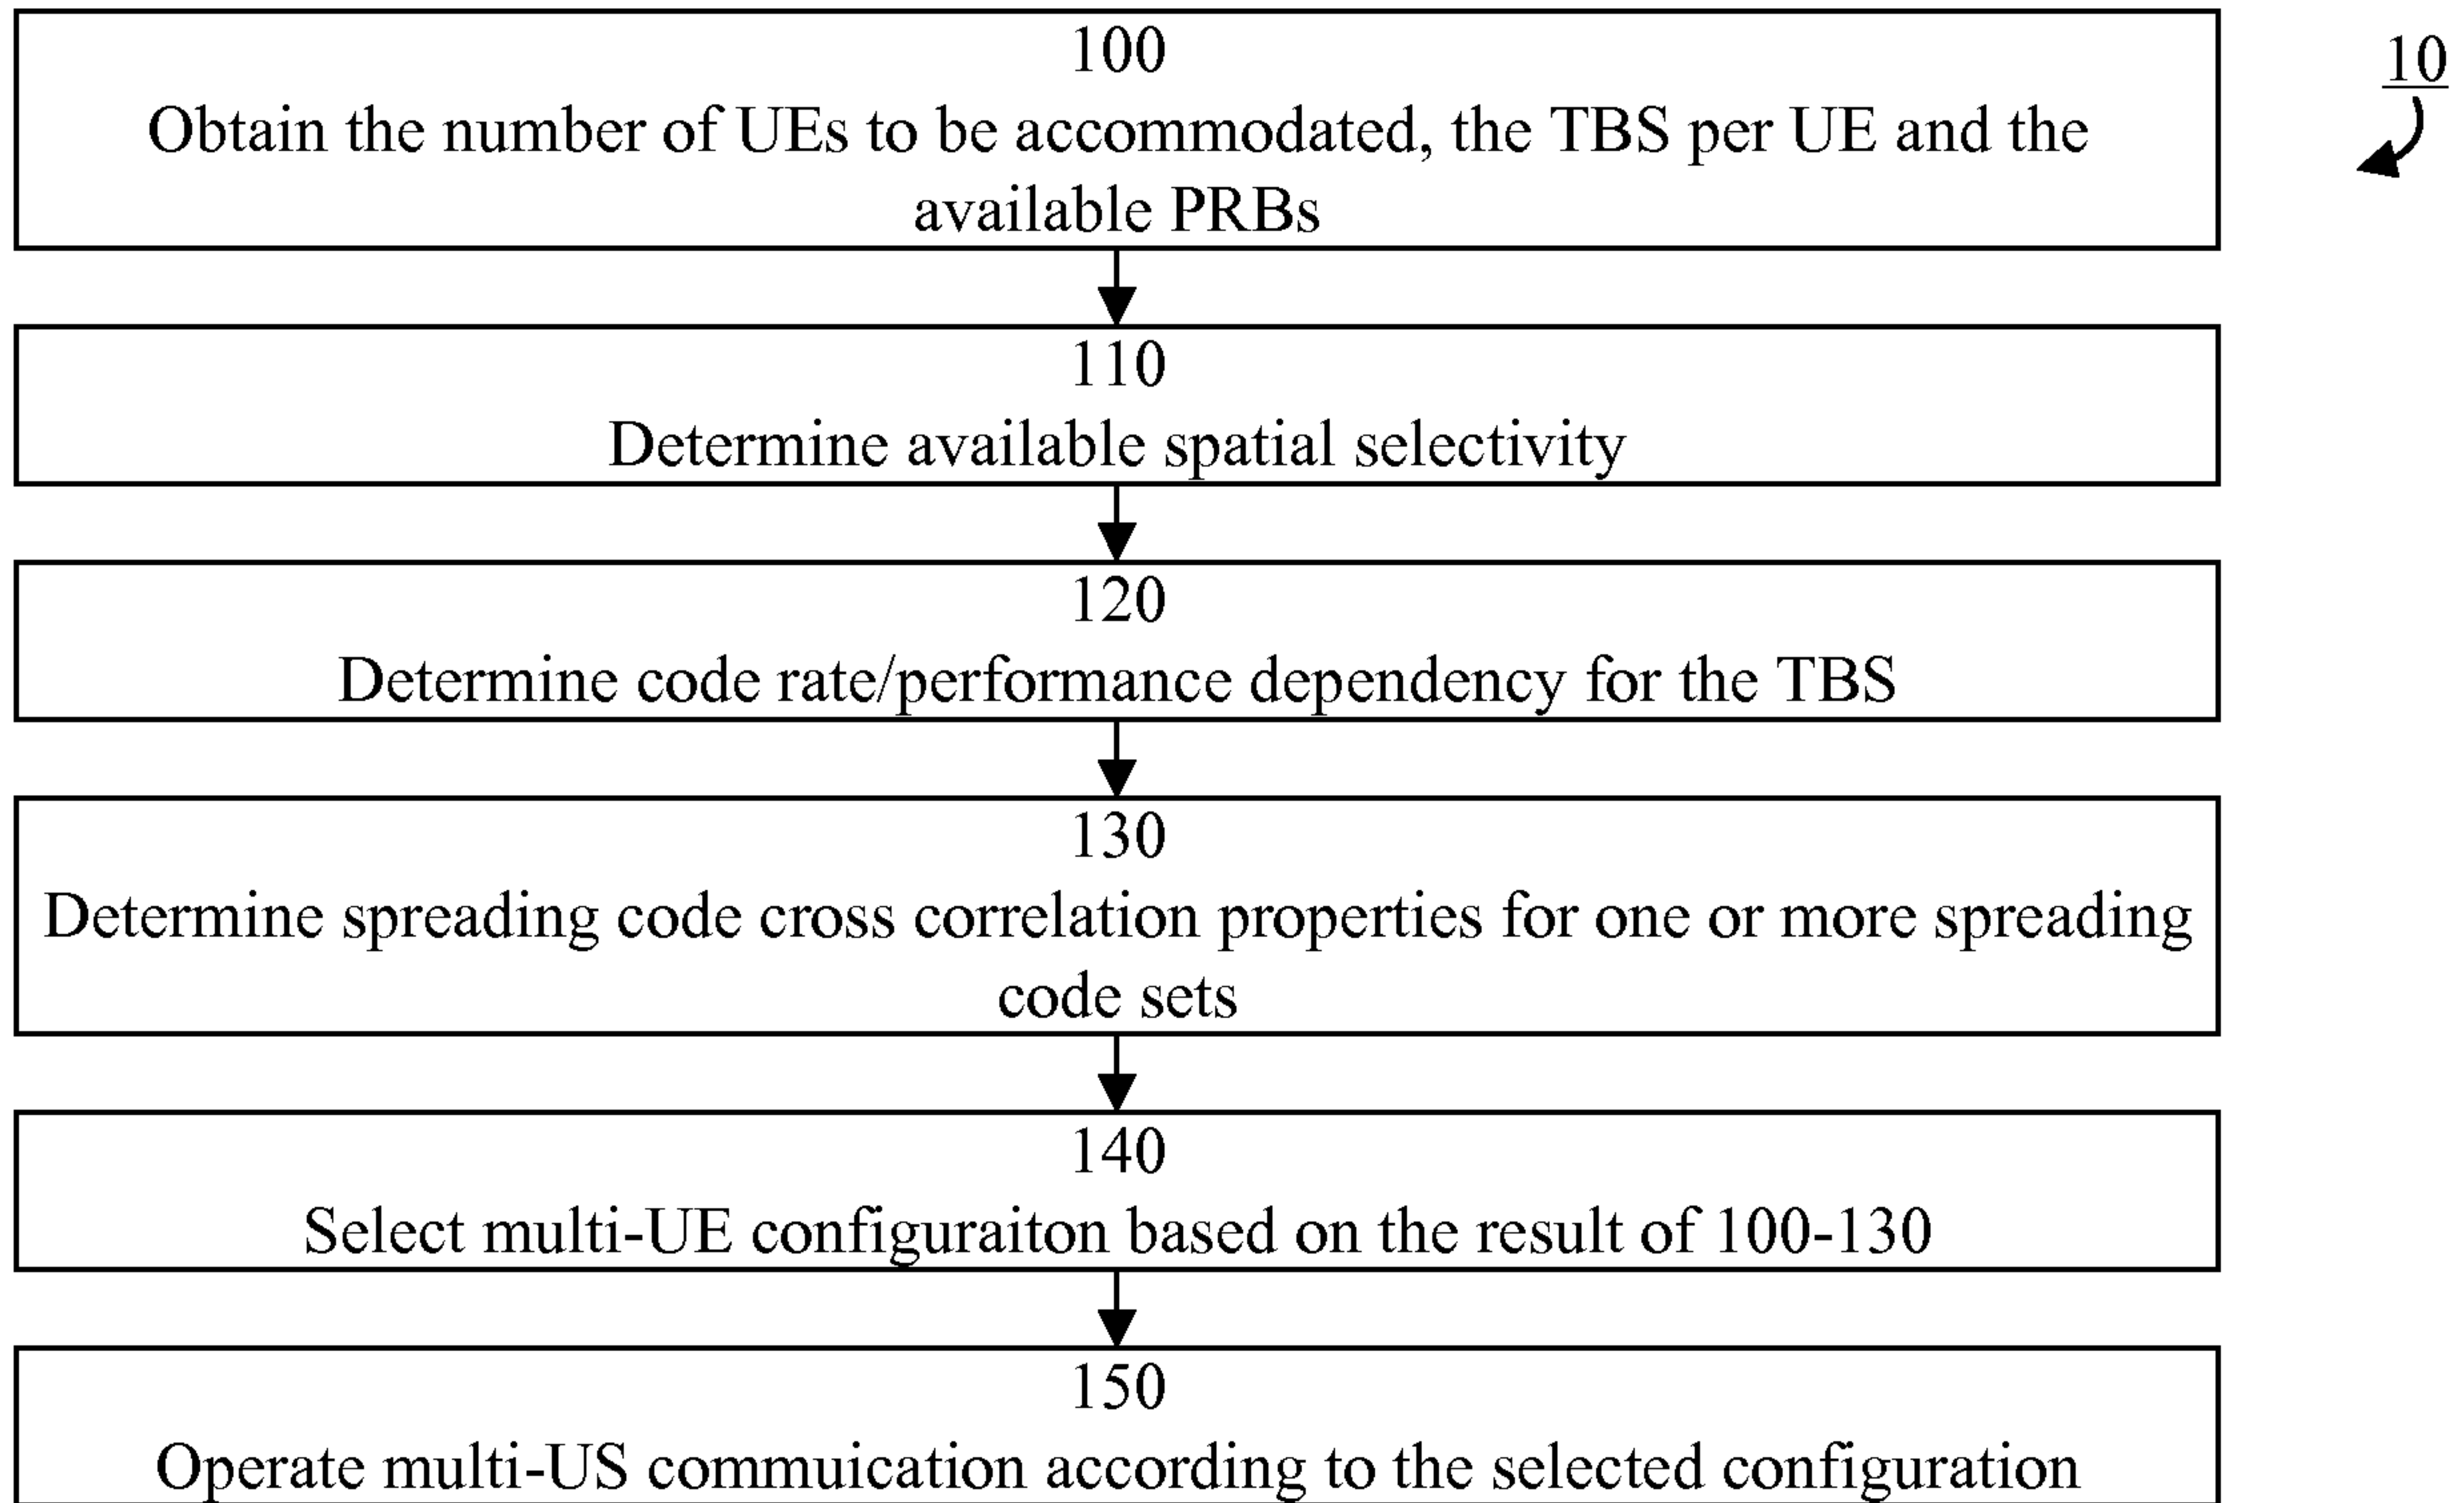 100
10
Obtain the number of UEs to be accommodated, the TBS per UE and the
available PRBs
110
Determine available spatial selectivity
120
Determine code rate/performance dependency for the TBS
130
Determine spreading code cross correlation properties for one or more spreading
code sets
140
Select multi-UE configuraiton based on the result of 100-130
150
Operate multi-US commuication according to the selected configuration